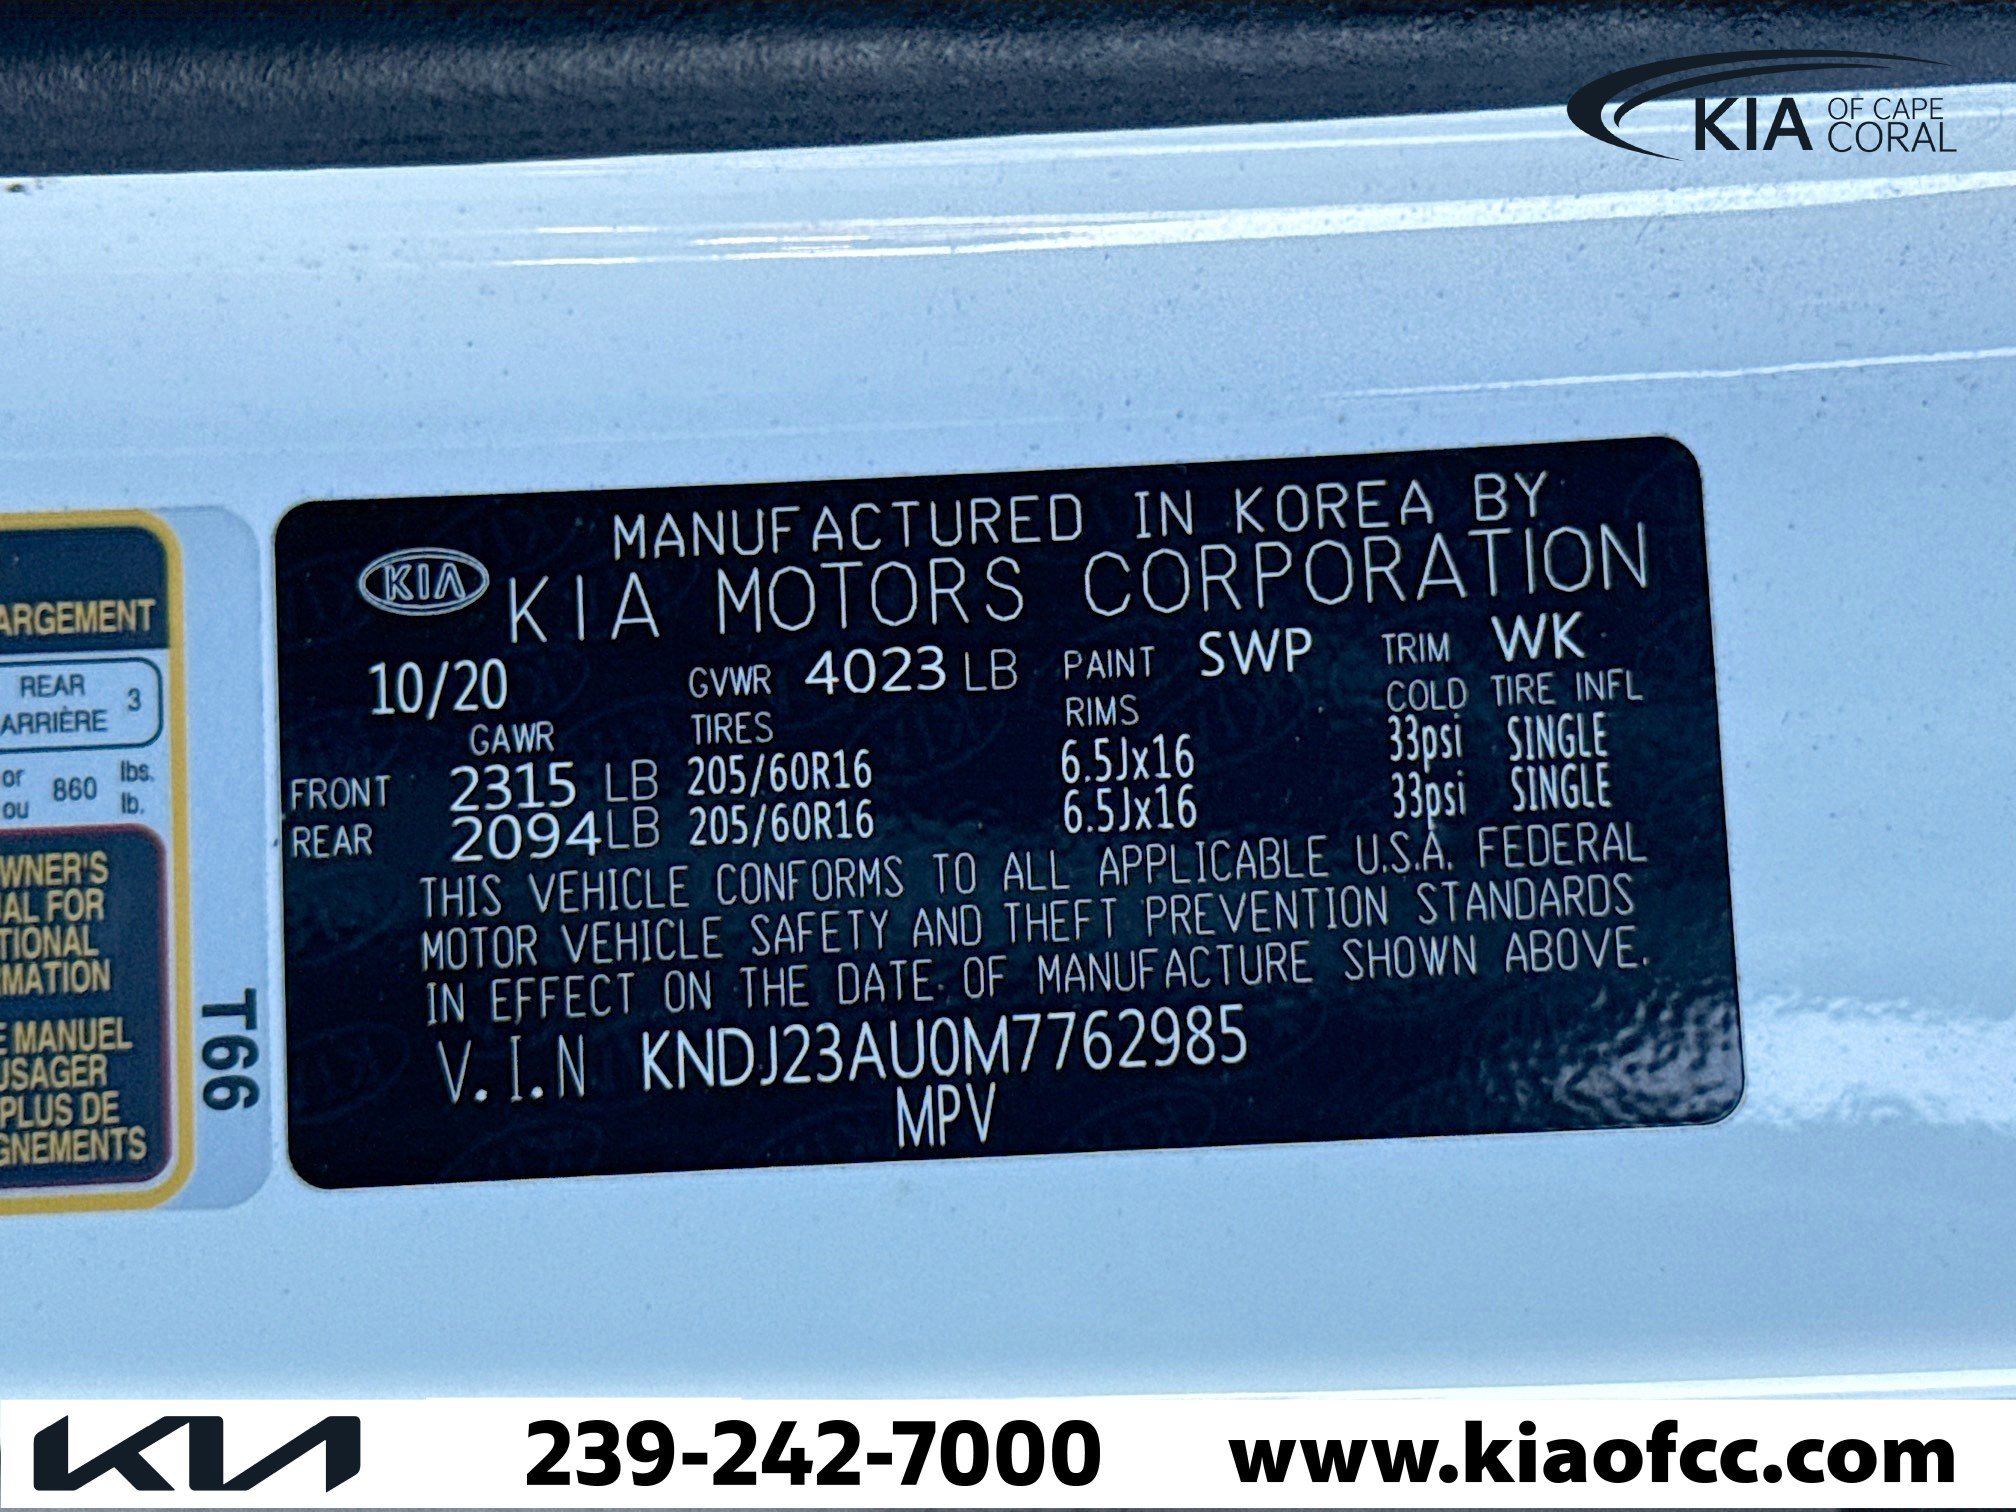 KIA OF CAPE
CORAL
MANUFACTURED IN KOREA BY
KIA KIA MOTORS CORPORATION
10/20 GVWR 4023 LB PAINT SWP TRIM WK
GAWR TIRES RIMS COLD TIRE INFL
FRONT 2315 LB 205/60R16 6.5Jx16 33psi SINGLE
REAR 2094 LB 205/60R16 6.5Jx16 33psi SINGLE
THIS VEHICLE CONFORMS TO ALL APPLICABLE U.S.A. FEDERAL
MOTOR VEHICLE SAFETY AND THEFT PREVENTION STANDARDS
IN EFFECT ON THE DATE OF MANUFACTURE SHOWN ABOVE.
V.I.N KNDJ23AU0M7762985
MPV
ARGEMENT
REAR 3
ARRIÈRE
or 860 lbs.
ou lb.
WNER'S
AL FOR
TIONAL
RMATION
E MANUEL
USAGER
PLUS DE
GNEMENTS
T66
KIA 239-242-7000 www.kiaofcc.com